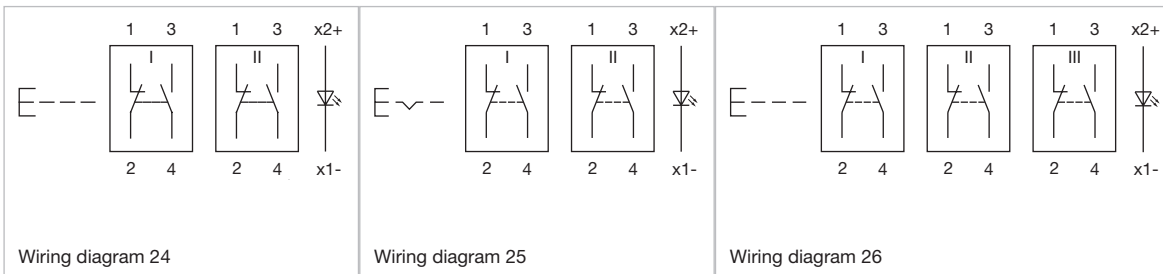 1 3 1 3 x2+
I II
2 4 2 4 x1-
Wiring diagram 24
1 3 1 3 x2+
I II
2 4 2 4 x1-
Wiring diagram 25
1 3 1 3 1 3 x2+
I II III
2 4 2 4 2 4 x1-
Wiring diagram 26